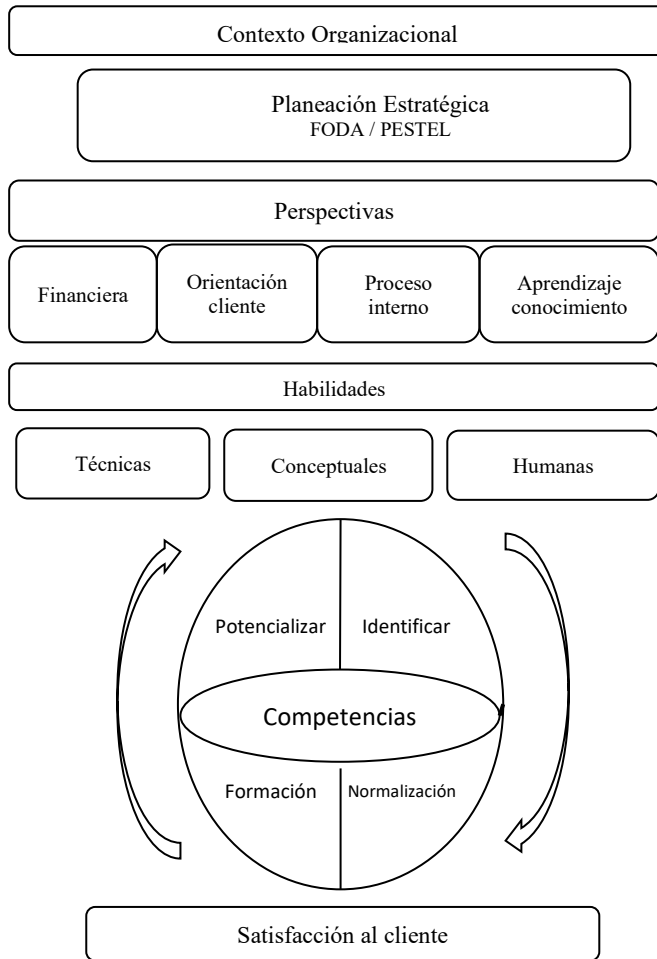 Contexto Organizacional
Planeación Estratégica
FODA / PESTEL
Perspectivas
Financiera
Orientación
cliente
Proceso
interno
Aprendizaje
conocimiento
Habilidades
Técnicas
Conceptuales
Humanas
Potencializar
Identificar
Competencias
Formación
Normalización
Satisfacción al cliente